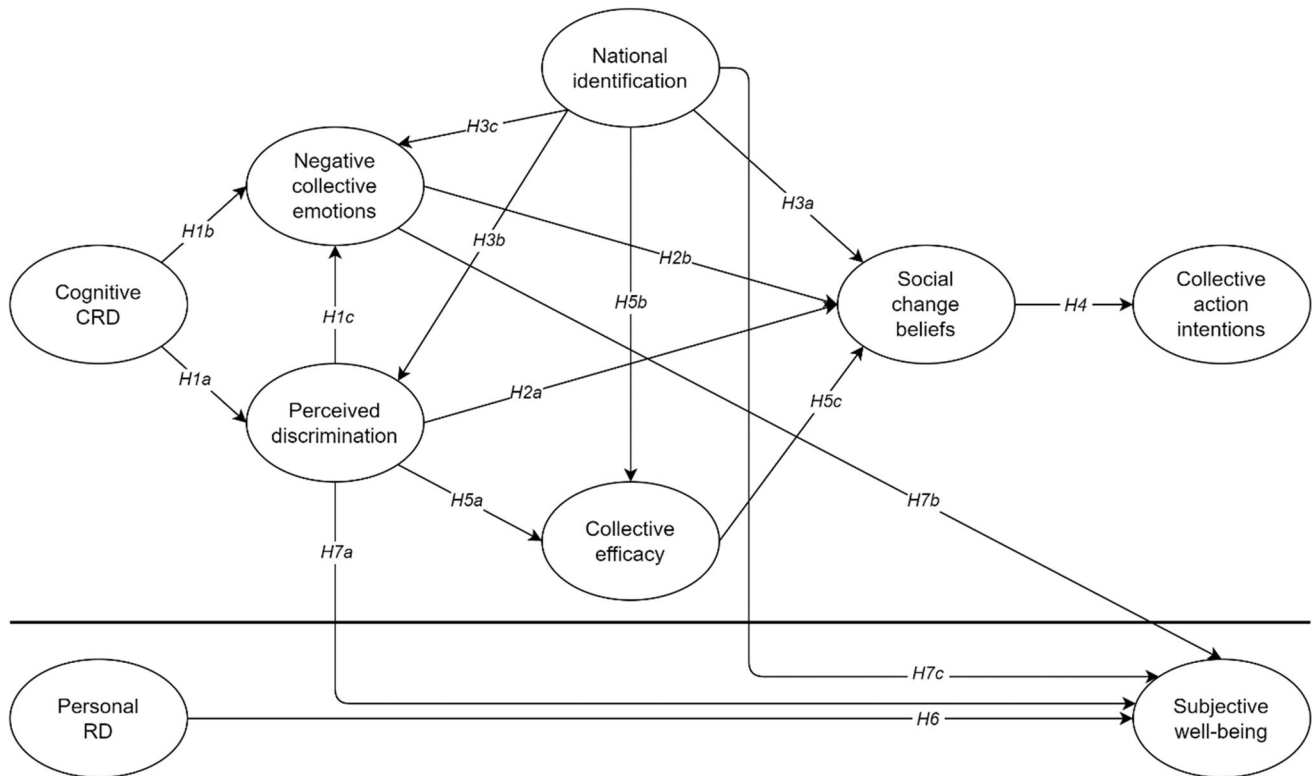 National
identification
H3c
Negative
collective
emotions
H3a
H1b
H3b
H2b
Cognitive
CRD
H1c
H5b
Social
change
beliefs
H4
Collective
action
intentions
H1a
H2a
H5c
Perceived
discrimination
H5a
H7b
Collective
efficacy
H7a
H7c
Personal
RD
H6
Subjective
well-being